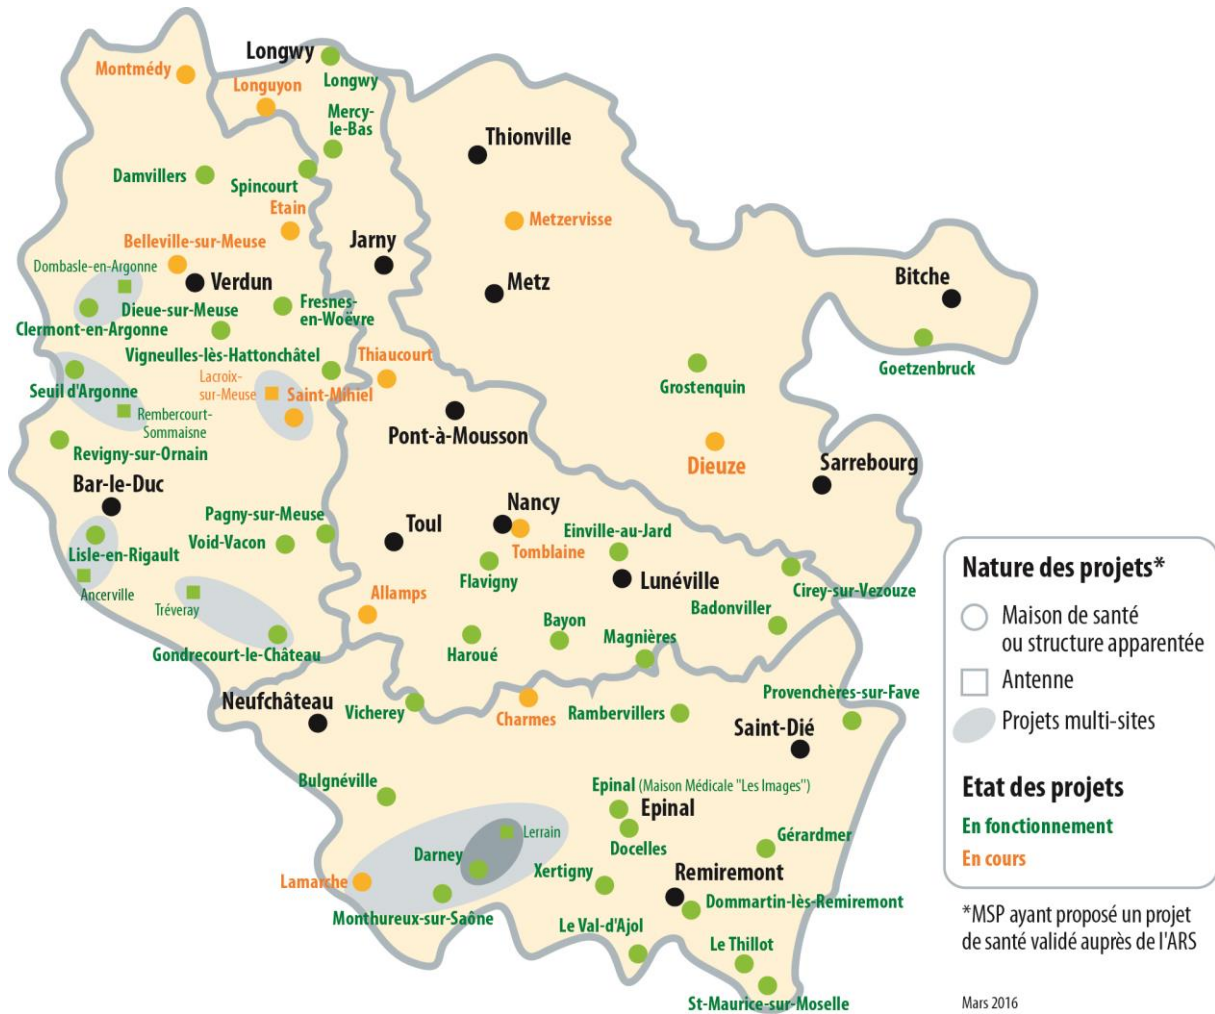 Longwy
Montmédy
Longuyon
Longwy
Mercy-
le-Bas
Thionville
Damvillers
Spincourt
Etain
Metzervisse
Belleville-sur-Meuse
Jarny
Dombasle-en-Argonne
Verdun
Metz
Bitche
Dieue-sur-Meuse
Fresnes-
en-Woëvre
Clermont-en-Argonne
Vigneulles-lès-Hattonchâtel
Thiaucourt
Goetzenbruck
Grostenquin
Seuil d'Argonne
Lacroix-
sur-Meuse
Saint-Mihiel
Rembercourt-
Sommaisne
Pont-à-Mousson
Revigny-sur-Ornain
Dieuze
Sarrebourg
Bar-le-Duc
Nancy
Pagny-sur-Meuse
Toul
Einville-au-Jard
Void-Vacon
Tomblaine
Lisle-en-Rigault
Flavigny
Lunéville
Ancerville
Tréveray
Allamps
Cirey-sur-Vezouze
Badonviller
Bayon
Magnières
Gondrecourt-le-Château
Haroué
Neufchâteau
Vicherey
Charmes
Rambervillers
Provenchères-sur-Fave
Saint-Dié
Bulgnéville
Epinal (Maison Médicale "Les Images")
Epinal
Lerrain
Docelles
Gérardmer
Darney
Xertigny
Remiremont
Lamarche
Dommartin-lès-Remiremont
Monthureux-sur-Saône
Le Val-d'Ajol
Le Thillot
St-Maurice-sur-Moselle
Nature des projets*
Maison de santé
ou structure apparentée
Antenne
Projets multi-sites
Etat des projets
En fonctionnement
En cours
*MSP ayant proposé un projet
de santé validé auprès de l'ARS
Mars 2016